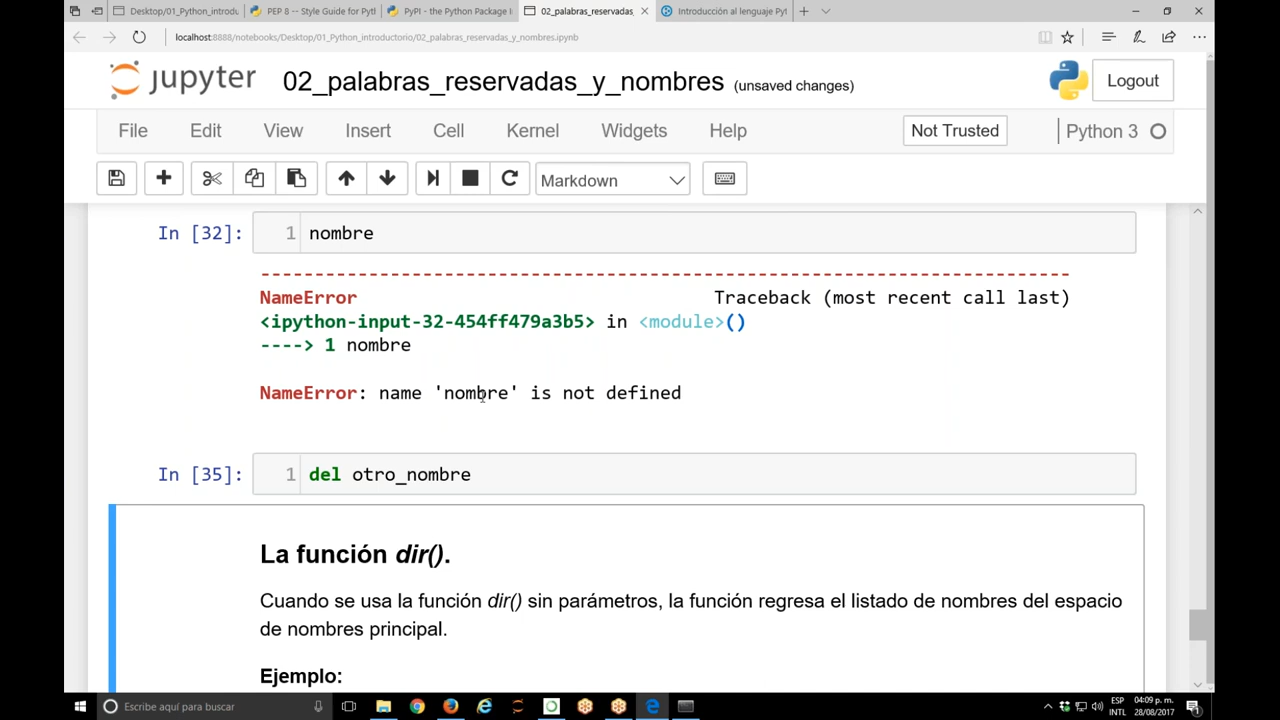 Desktop/01_Python_introdu
PEP 8 -- Style Guide for Pytl
PyPI - the Python Package I
02_palabras_reservadas_
Introducción al lenguaje Pyt
localhost:8888/notebooks/Desktop/01_Python_introductorio/02_palabras_reservadas_y_nombres.ipynb
jupyter 02_palabras_reservadas_y_nombres (unsaved changes) Logout
File Edit View Insert Cell Kernel Widgets Help Not Trusted Python 3
Markdown
In [32]: 1 nombre
---------------------------------------------------------------------------
NameError Traceback (most recent call last)
<ipython-input-32-454ff479a3b5> in <module>()
----> 1 nombre
NameError: name 'nombre' is not defined
In [35]: 1 del otro_nombre
La función dir().
Cuando se usa la función dir() sin parámetros, la función regresa el listado de nombres del espacio
de nombres principal.
Ejemplo:
Escribe aquí para buscar
ESP 04:09 p. m.
INTL 28/08/2017 1